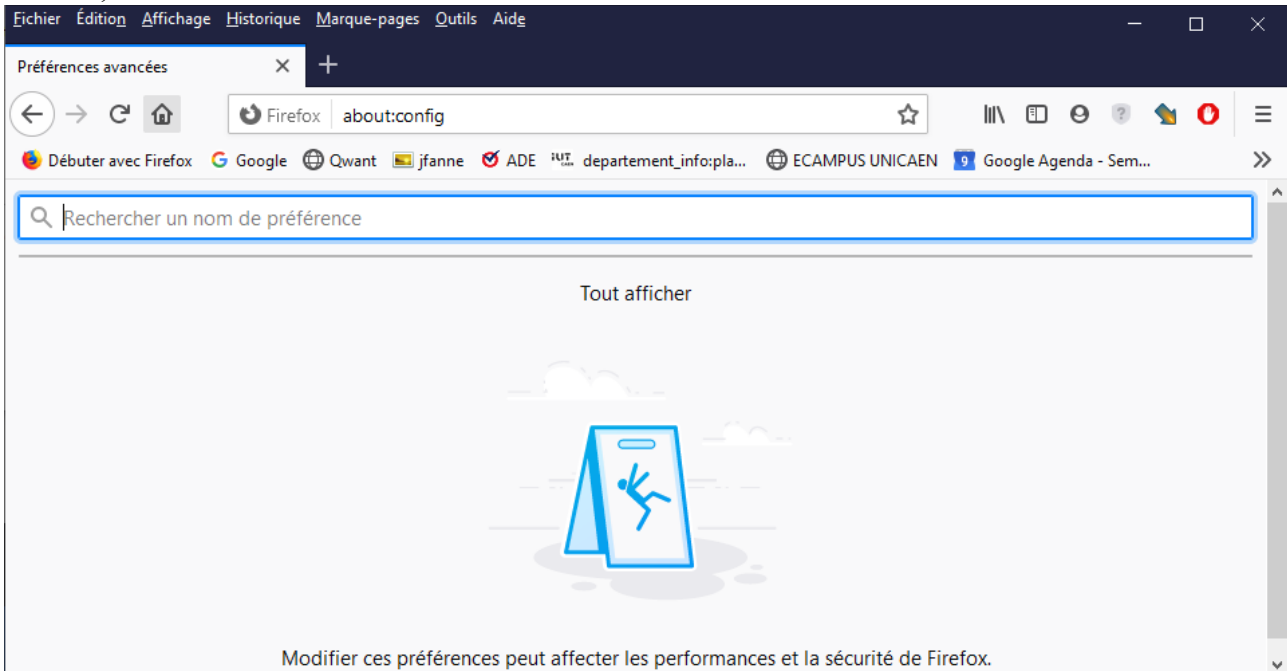 Fichier Édition Affichage Historique Marque-pages Outils Aide
Préférences avancées
Firefox about:config
Débuter avec Firefox Google Qwant jfanne ADE departement_info:pla... ECAMPUS UNICAEN 9 Google Agenda - Sem...
Rechercher un nom de préférence
Tout afficher
Modifier ces préférences peut affecter les performances et la sécurité de Firefox.